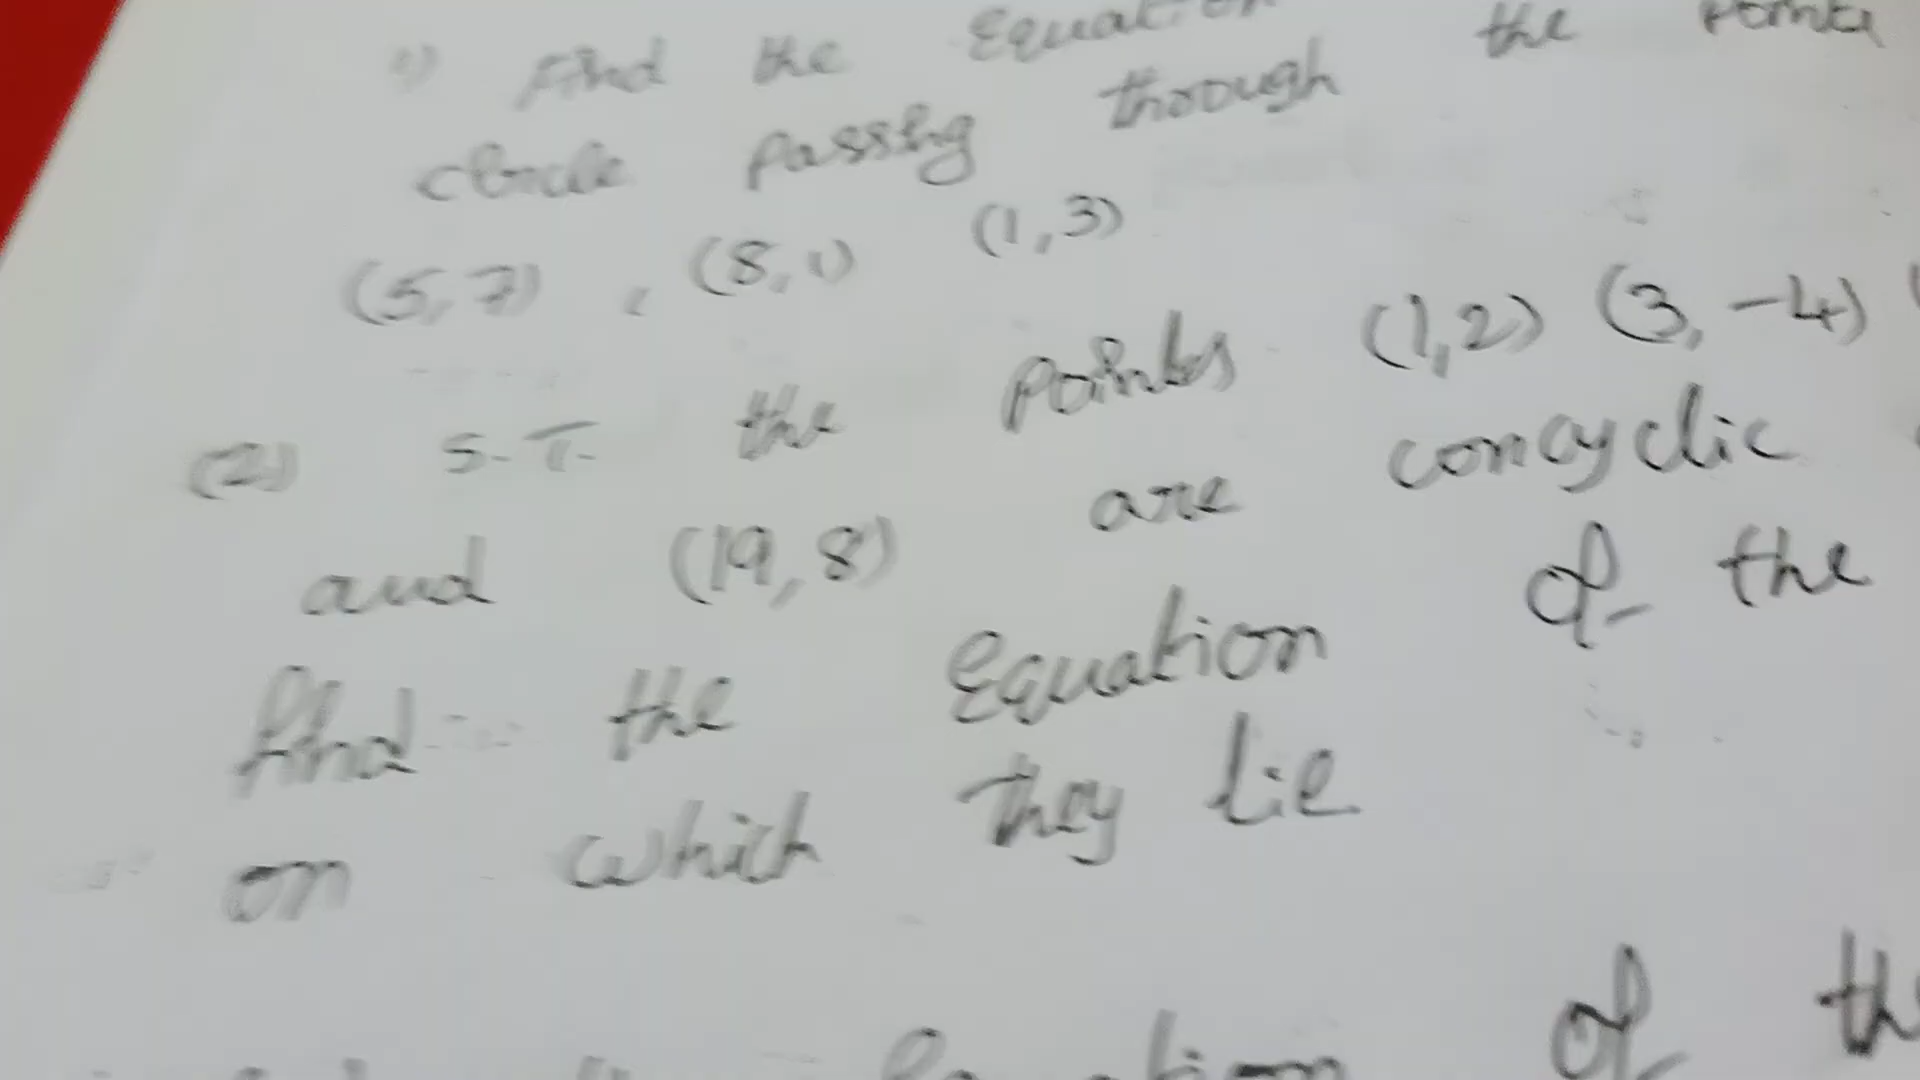 1) Find the Equation the Points
circle passing through
(5,7) , (8,1) (1,3)
(2) S.T. the points (1,2) (3,-4) (
and (19,8) are concyclic
find the Equation of the
on which they lie
of